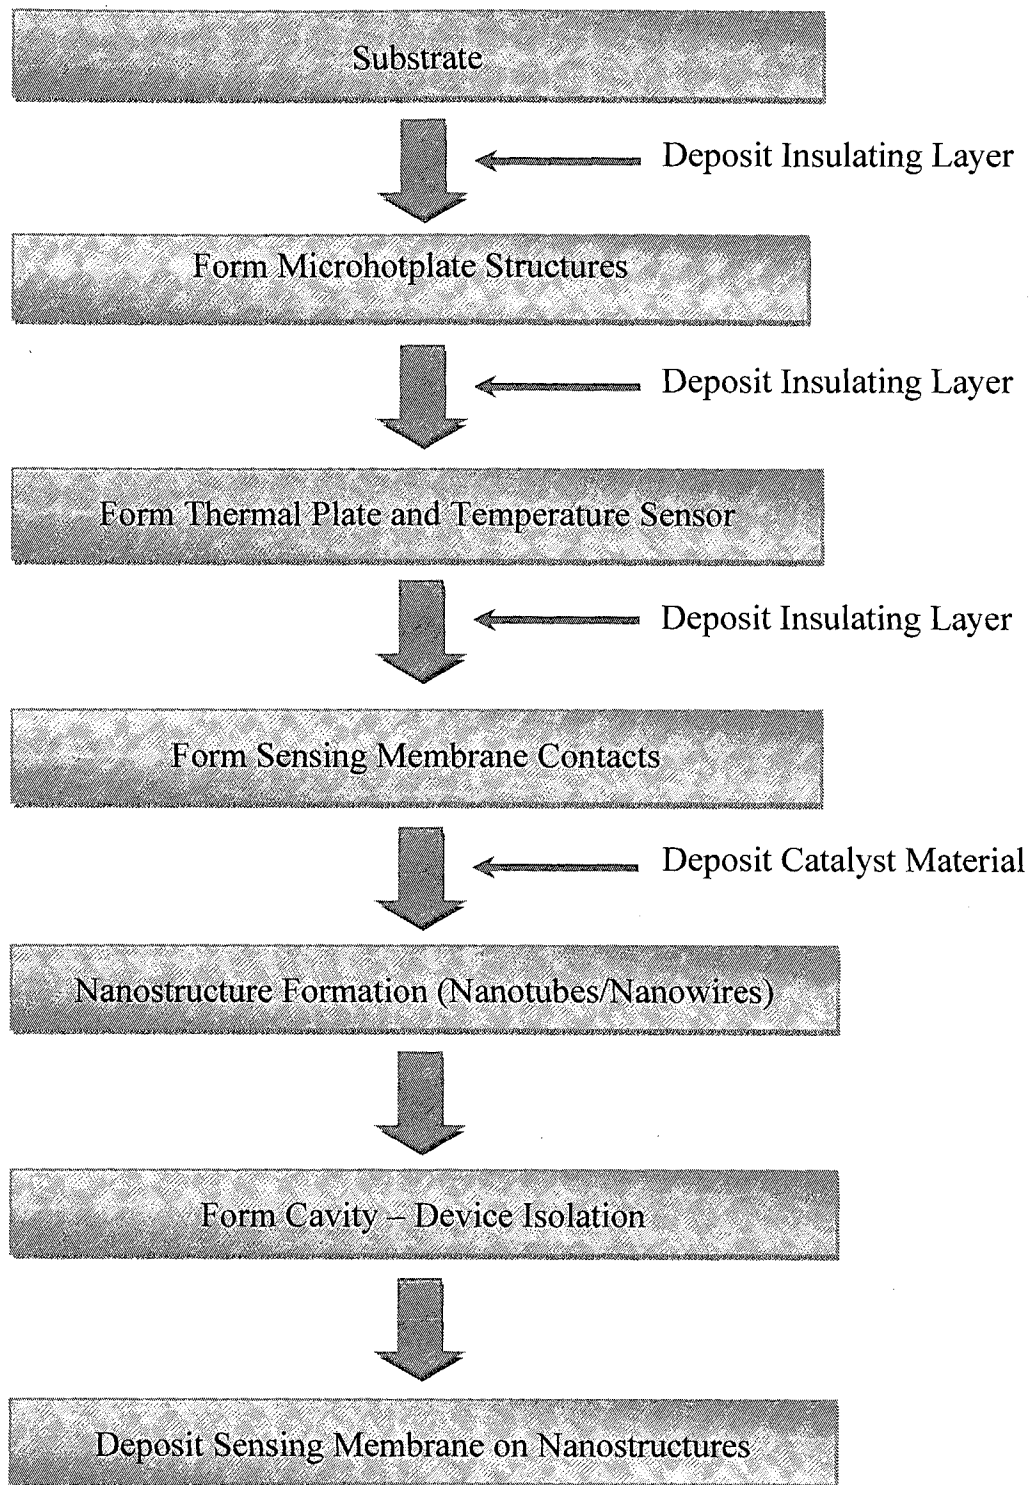 Substrate
Deposit Insulating Layer
Form Microhotplate Structures
Deposit Insulating Layer
Form Thermal Plate and Temperature Sensor
Deposit Insulating Layer
Form Sensing Membrane Contacts
Deposit Catalyst Material
Nanostructure Formation (Nanotubes/Nanowires)
Form Cavity – Device Isolation
Deposit Sensing Membrane on Nanostructures